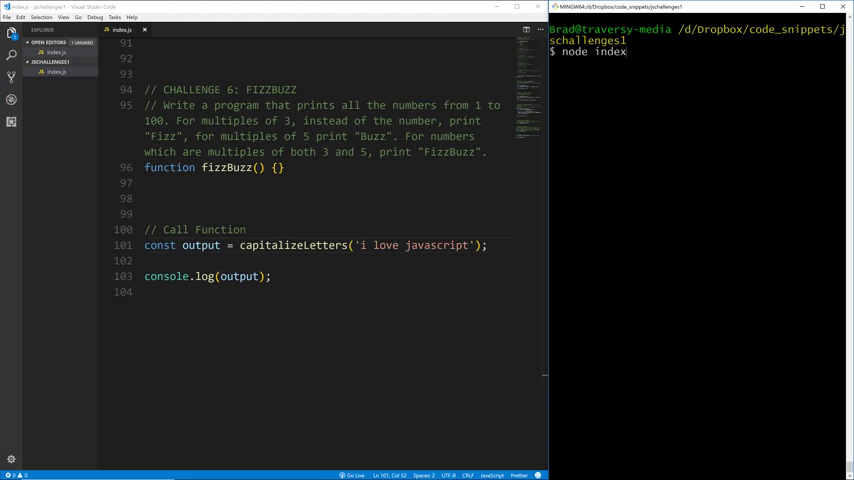 index.js - jschallenges1 - Visual Studio Code
File Edit Selection View Go Debug Tasks Help
EXPLORER
OPEN EDITORS 1 UNSAVED
index.js
JSCHALLENGES1
index.js
index.js
91
92
93
94 // CHALLENGE 6: FIZZBUZZ
95 // Write a program that prints all the numbers from 1 to
100. For multiples of 3, instead of the number, print
"Fizz", for multiples of 5 print "Buzz". For numbers
which are multiples of both 3 and 5, print "FizzBuzz".
96 function fizzBuzz() {}
97
98
99
100 // Call Function
101 const output = capitalizeLetters('i love javascript');
102
103 console.log(output);
104
0 0 Go Live Ln 101, Col 52 Spaces: 2 UTF-8 CRLF JavaScript Prettier
MINGW64:/d/Dropbox/code_snippets/jschallenges1
Brad@traversy-media /d/Dropbox/code_snippets/j
schallenges1
$ node index